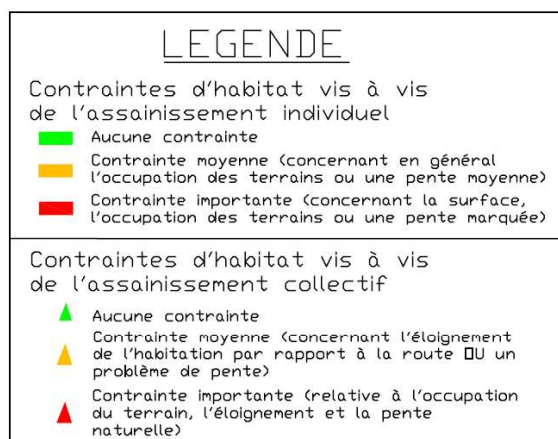 LEGENDE
Contraintes d'habitat vis à vis
de l'assainissement individuel
Aucune contrainte
Contrainte moyenne (concernant en général
l'occupation des terrains ou une pente moyenne)
Contrainte importante (concernant la surface,
l'occupation des terrains ou une pente marquée)
Contraintes d'habitat vis à vis
de l'assainissement collectif
Aucune contrainte
Contrainte moyenne (concernant l'éloignement
de l'habitation par rapport à la route OU un
problème de pente)
Contrainte importante (relative à l'occupation
du terrain, l'éloignement et la pente
naturelle)